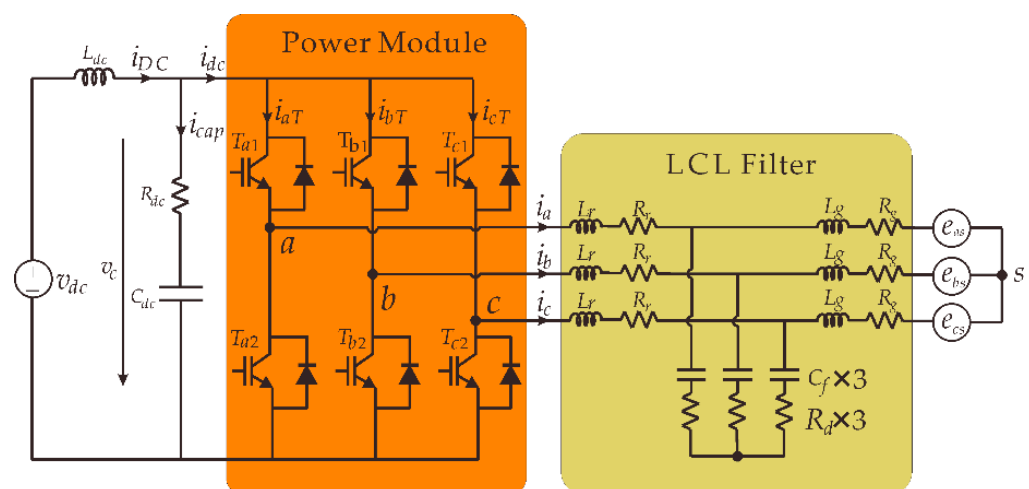 Power Module
L_dc
i_DC
i_dc
i_cap
i_aT
i_bT
i_cT
T_a1
T_b1
T_c1
LCL Filter
R_dc
v_c
v_dc
C_dc
a
b
c
i_a
i_b
i_c
L_r
R_r
L_g
R_g
e_as
L_r
R_r
L_g
R_g
e_bs
s
L_r
R_r
L_g
R_g
e_cs
T_a2
T_b2
T_c2
C_f×3
R_d×3